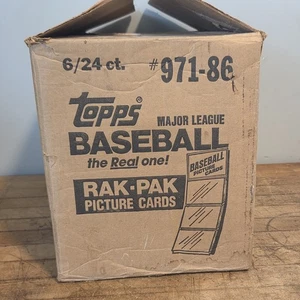 6/24 ct. #971-86
Topps®
MAJOR LEAGUE
BASEBALL
the Real one!
RAK-PAK
PICTURE CARDS
BASEBALL
PICTURE CARDS